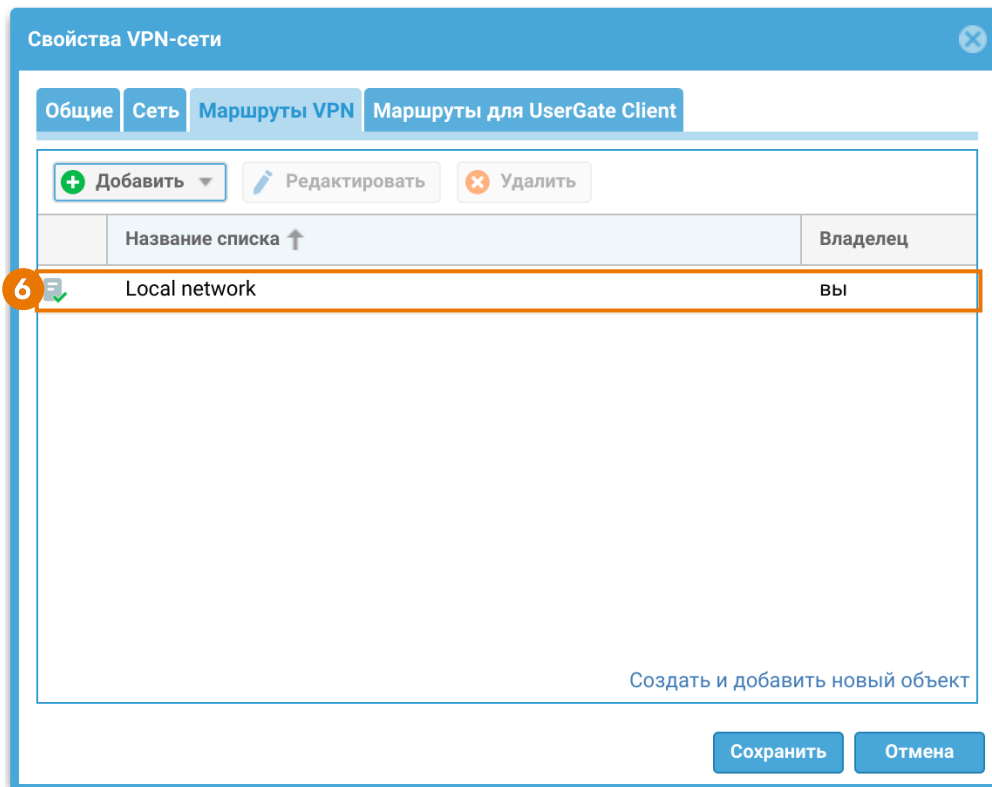 Свойства VPN-сети
Общие Сеть Маршруты VPN Маршруты для UserGate Client
Добавить Редактировать Удалить
Название списка Владелец
6 Local network вы
Создать и добавить новый объект
Сохранить Отмена